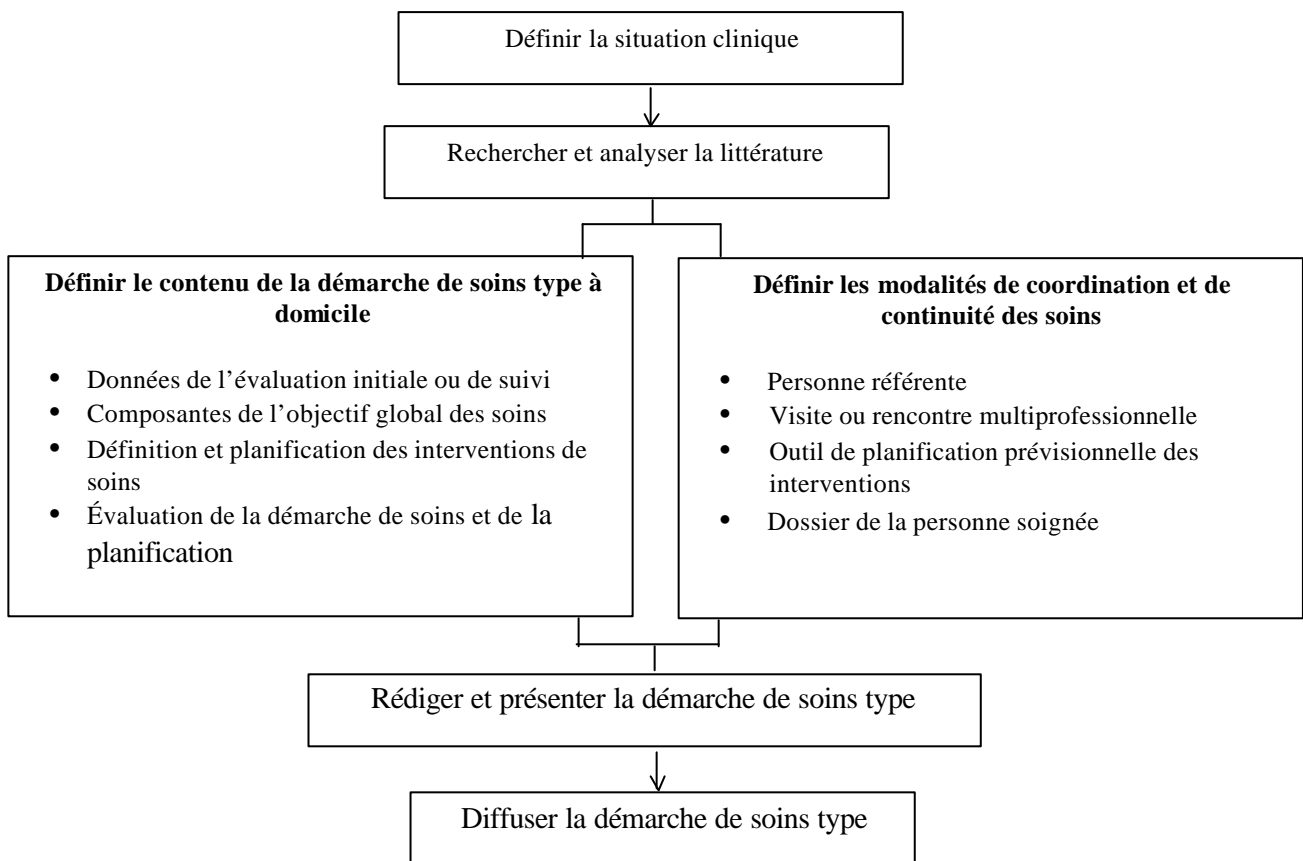 Définir la situation clinique
Rechercher et analyser la littérature
Définir le contenu de la démarche de soins type à
domicile
• Données de l'évaluation initiale ou de suivi
• Composantes de l'objectif global des soins
• Définition et planification des interventions de
soins
• Évaluation de la démarche de soins et de la
planification
Définir les modalités de coordination et de
continuité des soins
• Personne référente
• Visite ou rencontre multiprofessionnelle
• Outil de planification prévisionnelle des
interventions
• Dossier de la personne soignée
Rédiger et présenter la démarche de soins type
Diffuser la démarche de soins type